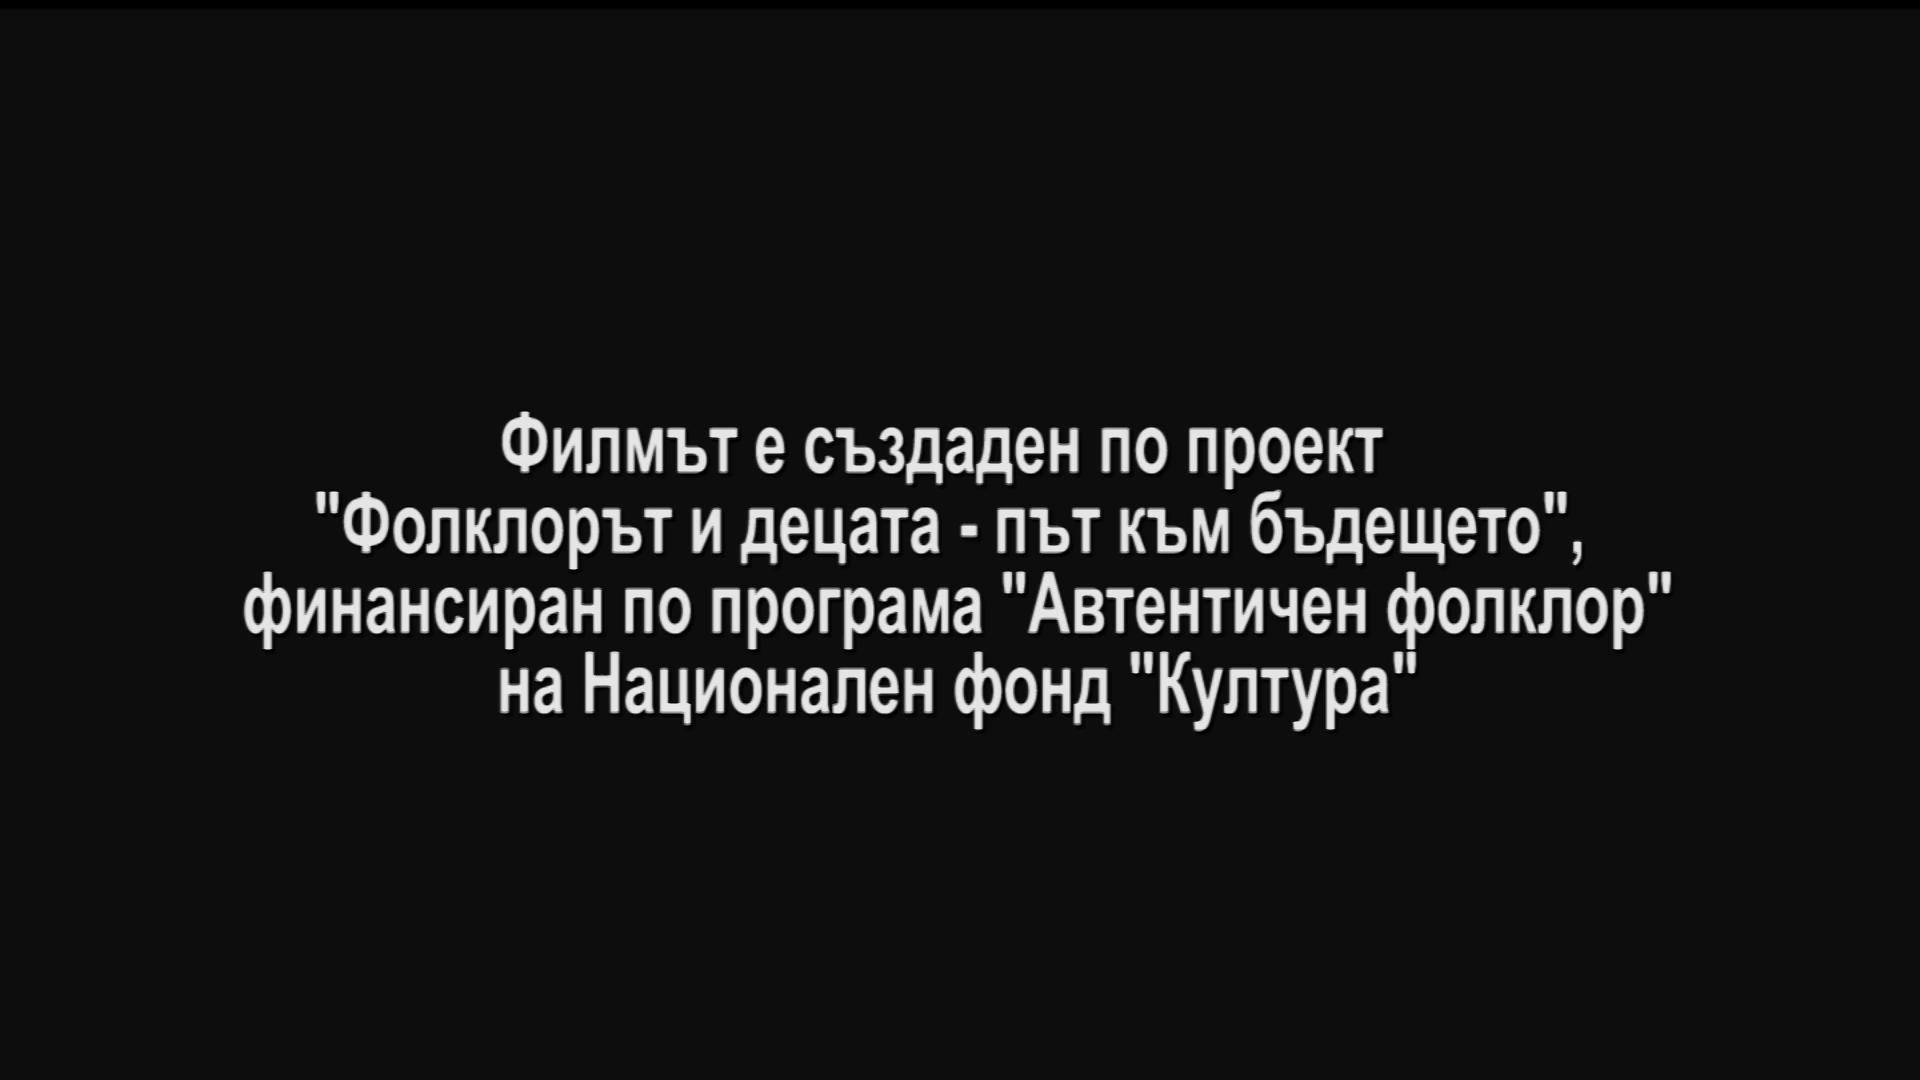 Филмът е създаден по проект
"Фолклорът и децата - път към бъдещето",
финансиран по програма "Автентичен фолклор"
на Национален фонд "Култура"